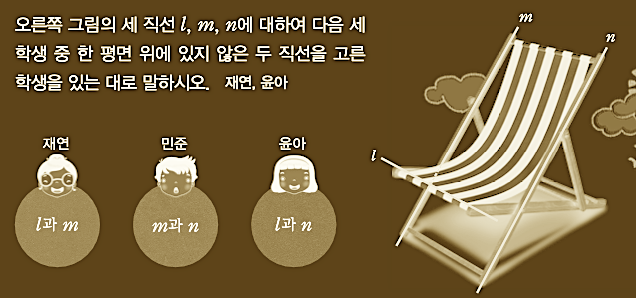 오른쪽 그림의 세 직선 l, m, n에 대하여 다음 세
학생 중 한 평면 위에 있지 않은 두 직선을 고른
학생을 있는 대로 말하시오. 재연, 윤아
재연
민준
윤아
l과 m
m과 n
l과 n
m
n
l